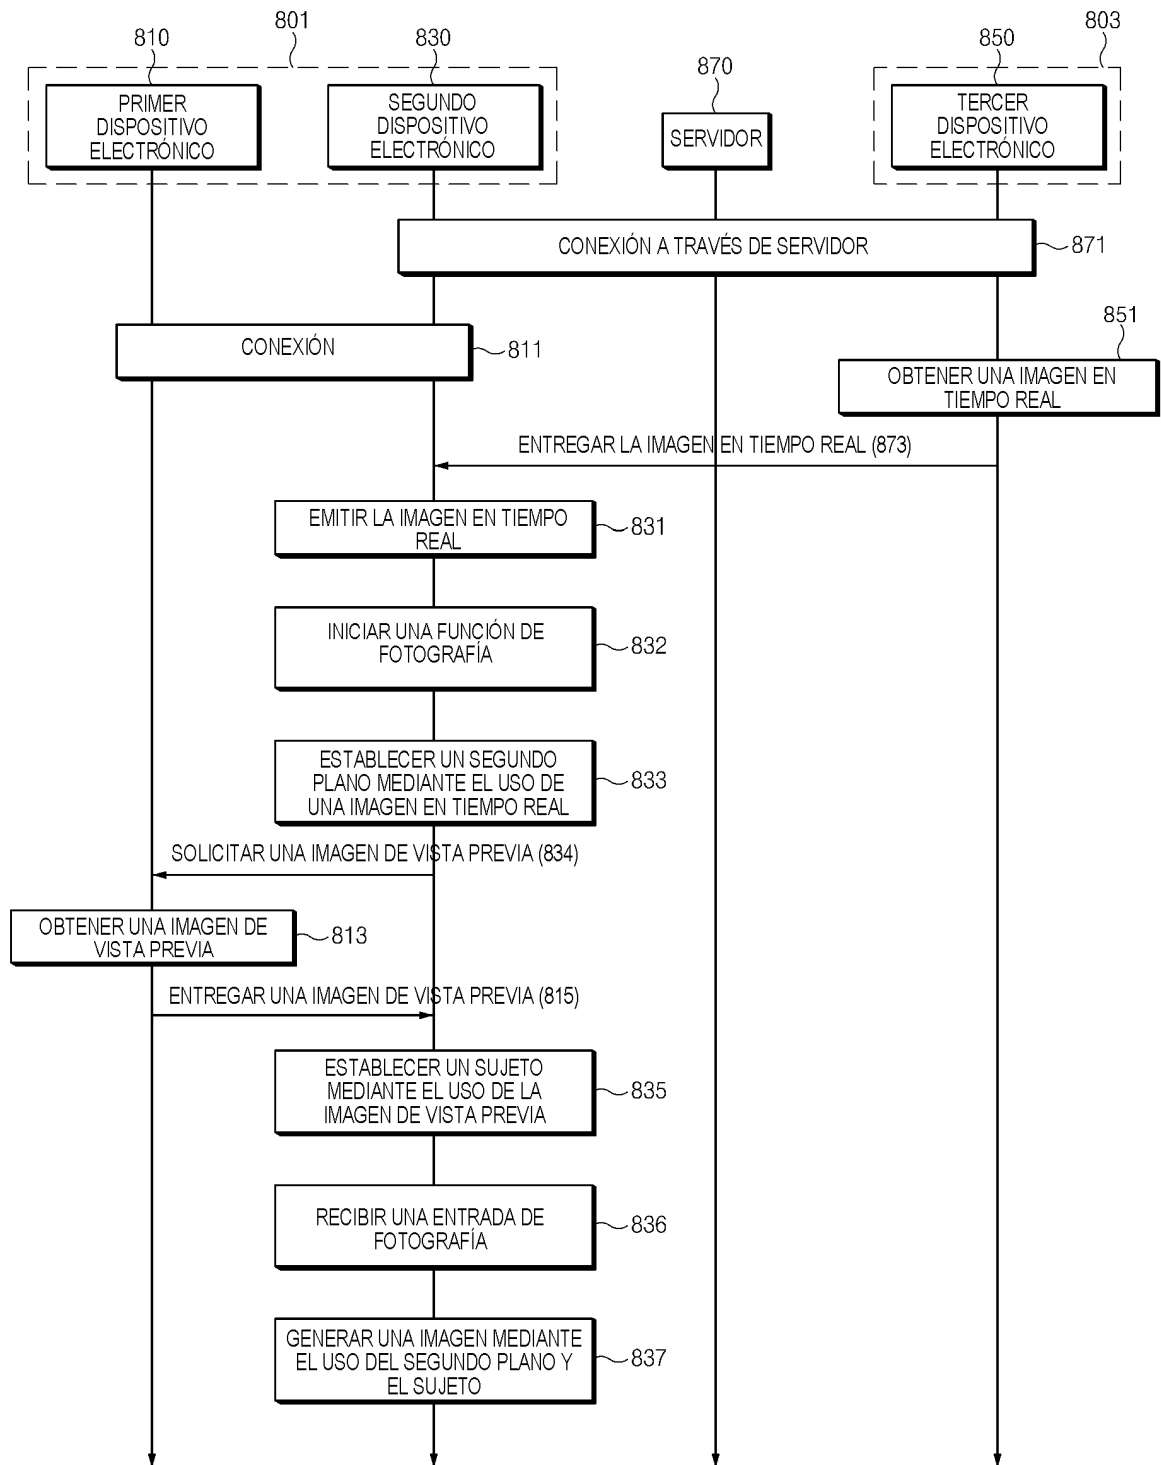 801
803
810
830
870
850
PRIMER
DISPOSITIVO
ELECTRÓNICO
SEGUNDO
DISPOSITIVO
ELECTRÓNICO
SERVIDOR
TERCER
DISPOSITIVO
ELECTRÓNICO
CONEXIÓN A TRAVÉS DE SERVIDOR
871
CONEXIÓN
811
851
OBTENER UNA IMAGEN EN
TIEMPO REAL
ENTREGAR LA IMAGEN EN TIEMPO REAL (873)
EMITIR LA IMAGEN EN TIEMPO
REAL
831
INICIAR UNA FUNCIÓN DE
FOTOGRAFÍA
832
ESTABLECER UN SEGUNDO
PLANO MEDIANTE EL USO DE
UNA IMAGEN EN TIEMPO REAL
833
SOLICITAR UNA IMAGEN DE VISTA PREVIA (834)
OBTENER UNA IMAGEN DE
VISTA PREVIA
813
ENTREGAR UNA IMAGEN DE VISTA PREVIA (815)
ESTABLECER UN SUJETO
MEDIANTE EL USO DE LA
IMAGEN DE VISTA PREVIA
835
RECIBIR UNA ENTRADA DE
FOTOGRAFÍA
836
GENERAR UNA IMAGEN MEDIANTE
EL USO DEL SEGUNDO PLANO Y
EL SUJETO
837